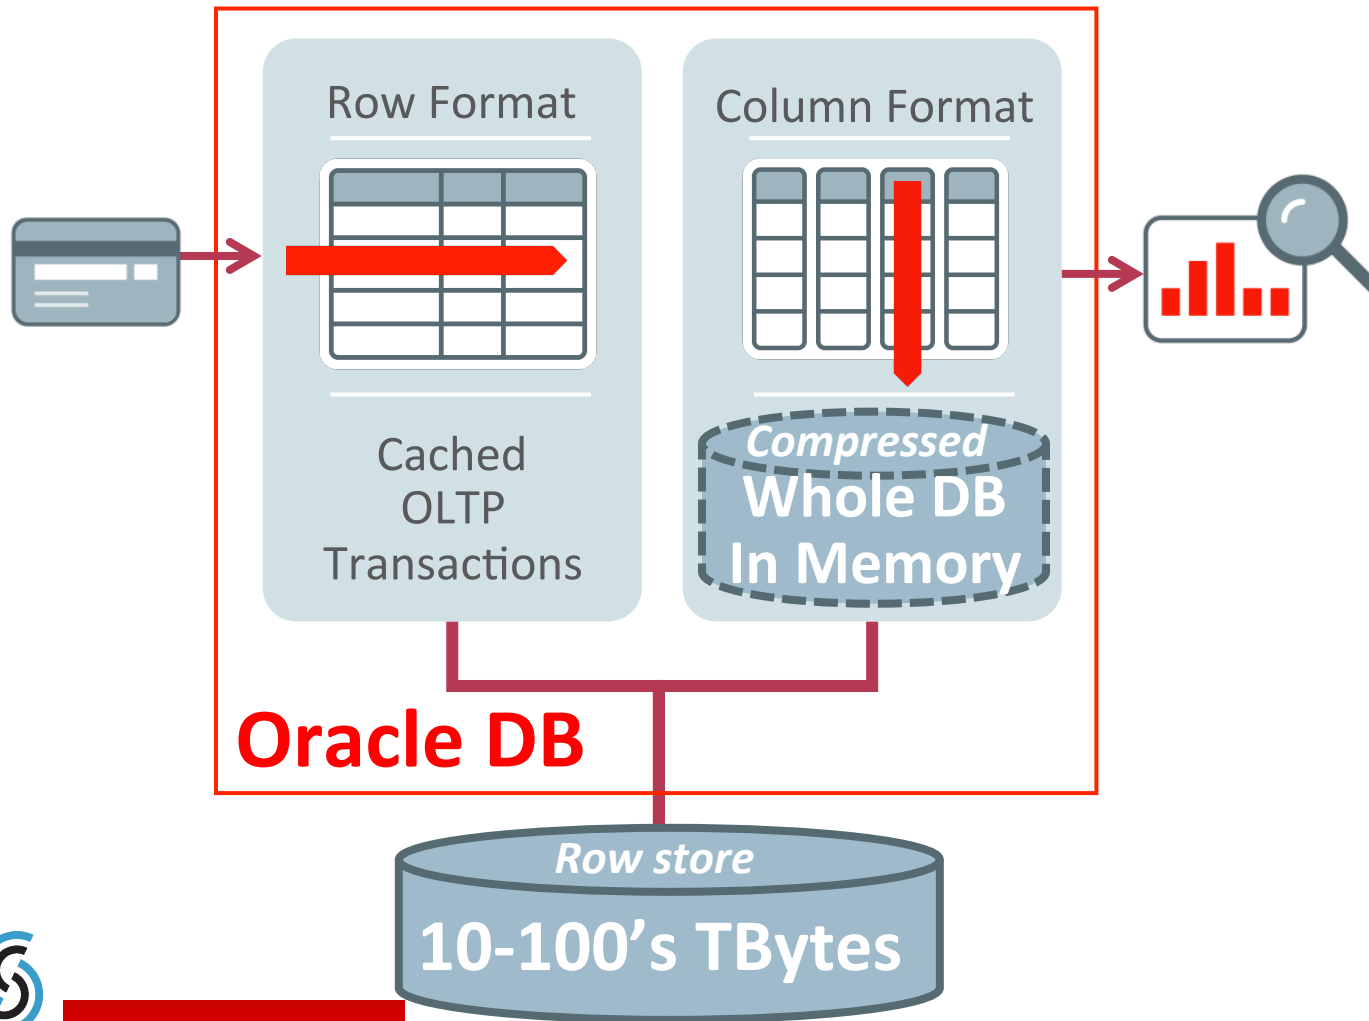 Row Format
Column Format
Cached
OLTP
Transactions
Compressed
Whole DB
In Memory
Oracle DB
Row store
10-100’s TBytes